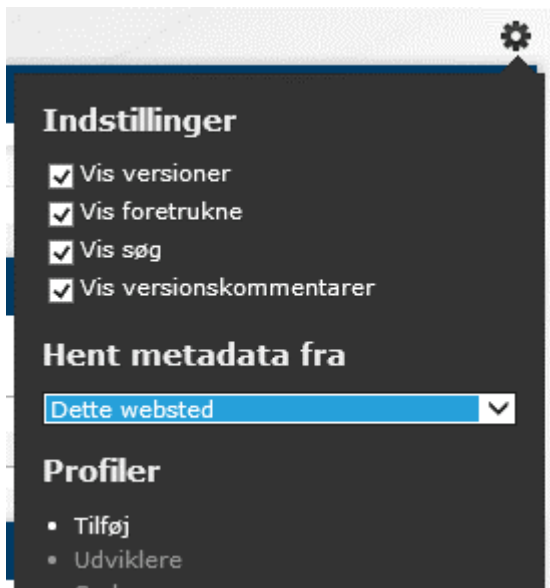 Indstillinger
Vis versioner
Vis foretrukne
Vis søg
Vis versionskommentarer
Hent metadata fra
Dette websted
Profiler
Tilføj
Udviklere